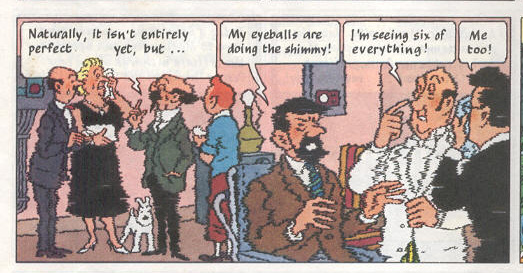 Naturally, it isn't entirely
perfect yet, but ...
My eyeballs are
doing the shimmy!
I'm seeing six of
everything!
Me
too!